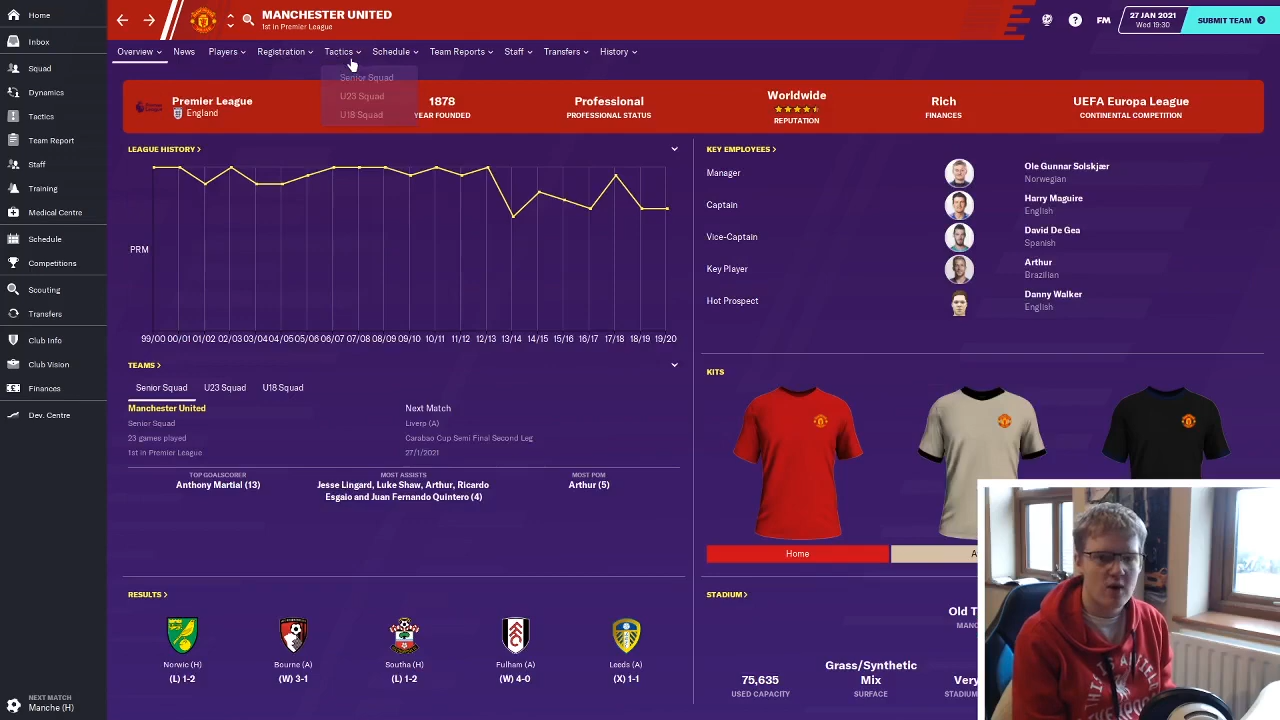 MANCHESTER UNITED
1st in Premier League
FM
27 JAN 2021
Wed 19:30
SUBMIT TEAM
Home
Inbox
Squad
Dynamics
Tactics
Team Report
Staff
Training
Medical Centre
Schedule
Competitions
Scouting
Transfers
Club Info
Club Vision
Finances
Dev. Centre
NEXT MATCH
Manche (H)
Overview
News
Players
Registration
Tactics
Schedule
Team Reports
Staff
Transfers
History
Senior Squad
U23 Squad
U18 Squad
Premier League
England
1878
YEAR FOUNDED
Professional
PROFESSIONAL STATUS
Worldwide
REPUTATION
Rich
FINANCES
UEFA Europa League
CONTINENTAL COMPETITION
LEAGUE HISTORY
PRM
99/00 00/01 01/02 02/03 03/04 04/05 05/06 06/07 07/08 08/09 09/10 10/11 11/12 12/13 13/14 14/15 15/16 16/17 17/18 18/19 19/20
TEAMS
Senior Squad U23 Squad U18 Squad
Manchester United
Senior Squad
23 games played
1st in Premier League
Next Match
Liverp (A)
Carabao Cup Semi Final Second Leg
27/1/2021
TOP GOALSCORER
Anthony Martial (13)
MOST ASSISTS
Jesse Lingard, Luke Shaw, Arthur, Ricardo
Esgaio and Juan Fernando Quintero (4)
MOST POM
Arthur (5)
RESULTS
Norwic (H)
(L) 1-2
Bourne (A)
(W) 3-1
Southa (H)
(L) 1-2
Fulham (A)
(W) 4-0
Leeds (A)
(X) 1-1
KEY EMPLOYEES
Manager
Ole Gunnar Solskjær
Norwegian
Captain
Harry Maguire
English
Vice-Captain
David De Gea
Spanish
Key Player
Arthur
Brazilian
Hot Prospect
Danny Walker
English
KITS
Home
A
STADIUM
Old T
MANC
75,635
USED CAPACITY
Grass/Synthetic
Mix
SURFACE
Very
STADIUM